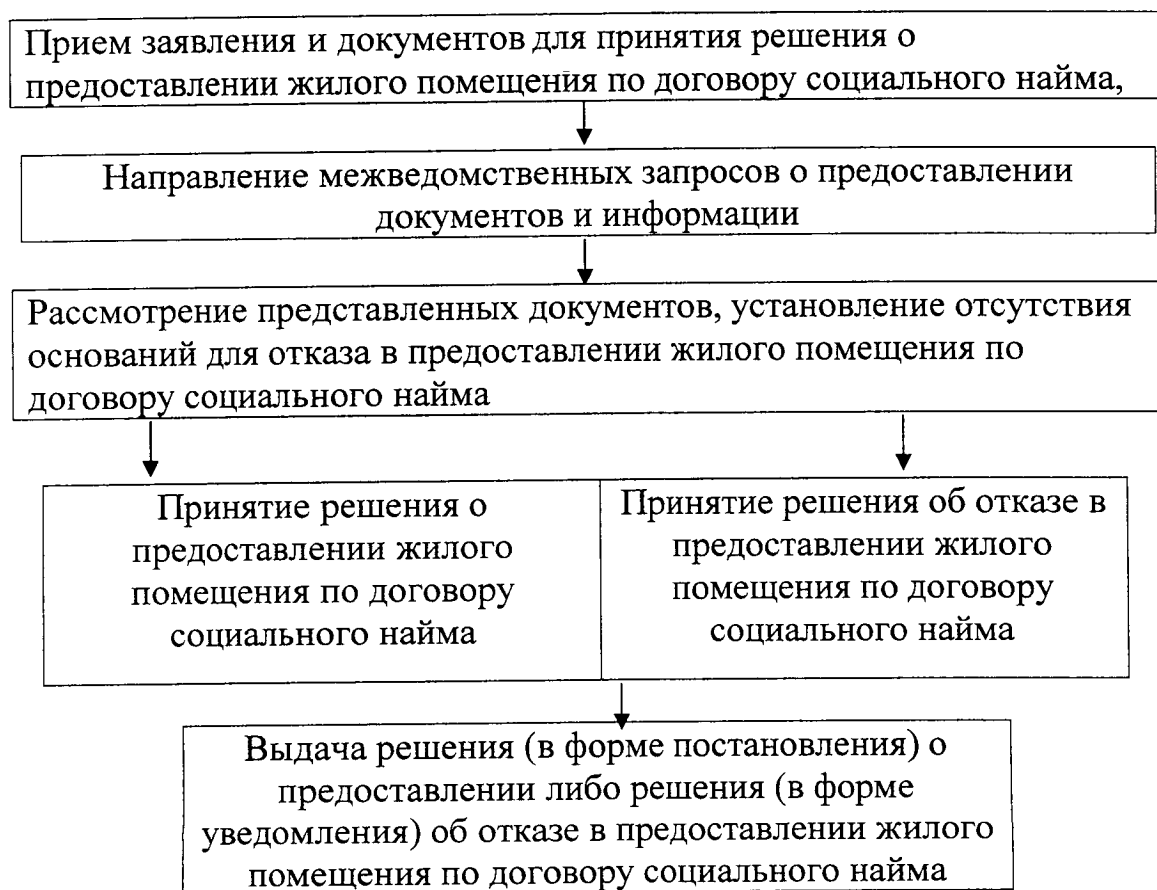 Прием заявления и документов для принятия решения о
предоставлении жилого помещения по договору социального найма,
Направление межведомственных запросов о предоставлении
документов и информации
Рассмотрение представленных документов, установление отсутствия
оснований для отказа в предоставлении жилого помещения по
договору социального найма
Принятие решения о
предоставлении жилого
помещения по договору
социального найма
Принятие решения об отказе в
предоставлении жилого
помещения по договору
социального найма
Выдача решения (в форме постановления) о
предоставлении либо решения (в форме
уведомления) об отказе в предоставлении жилого
помещения по договору социального найма